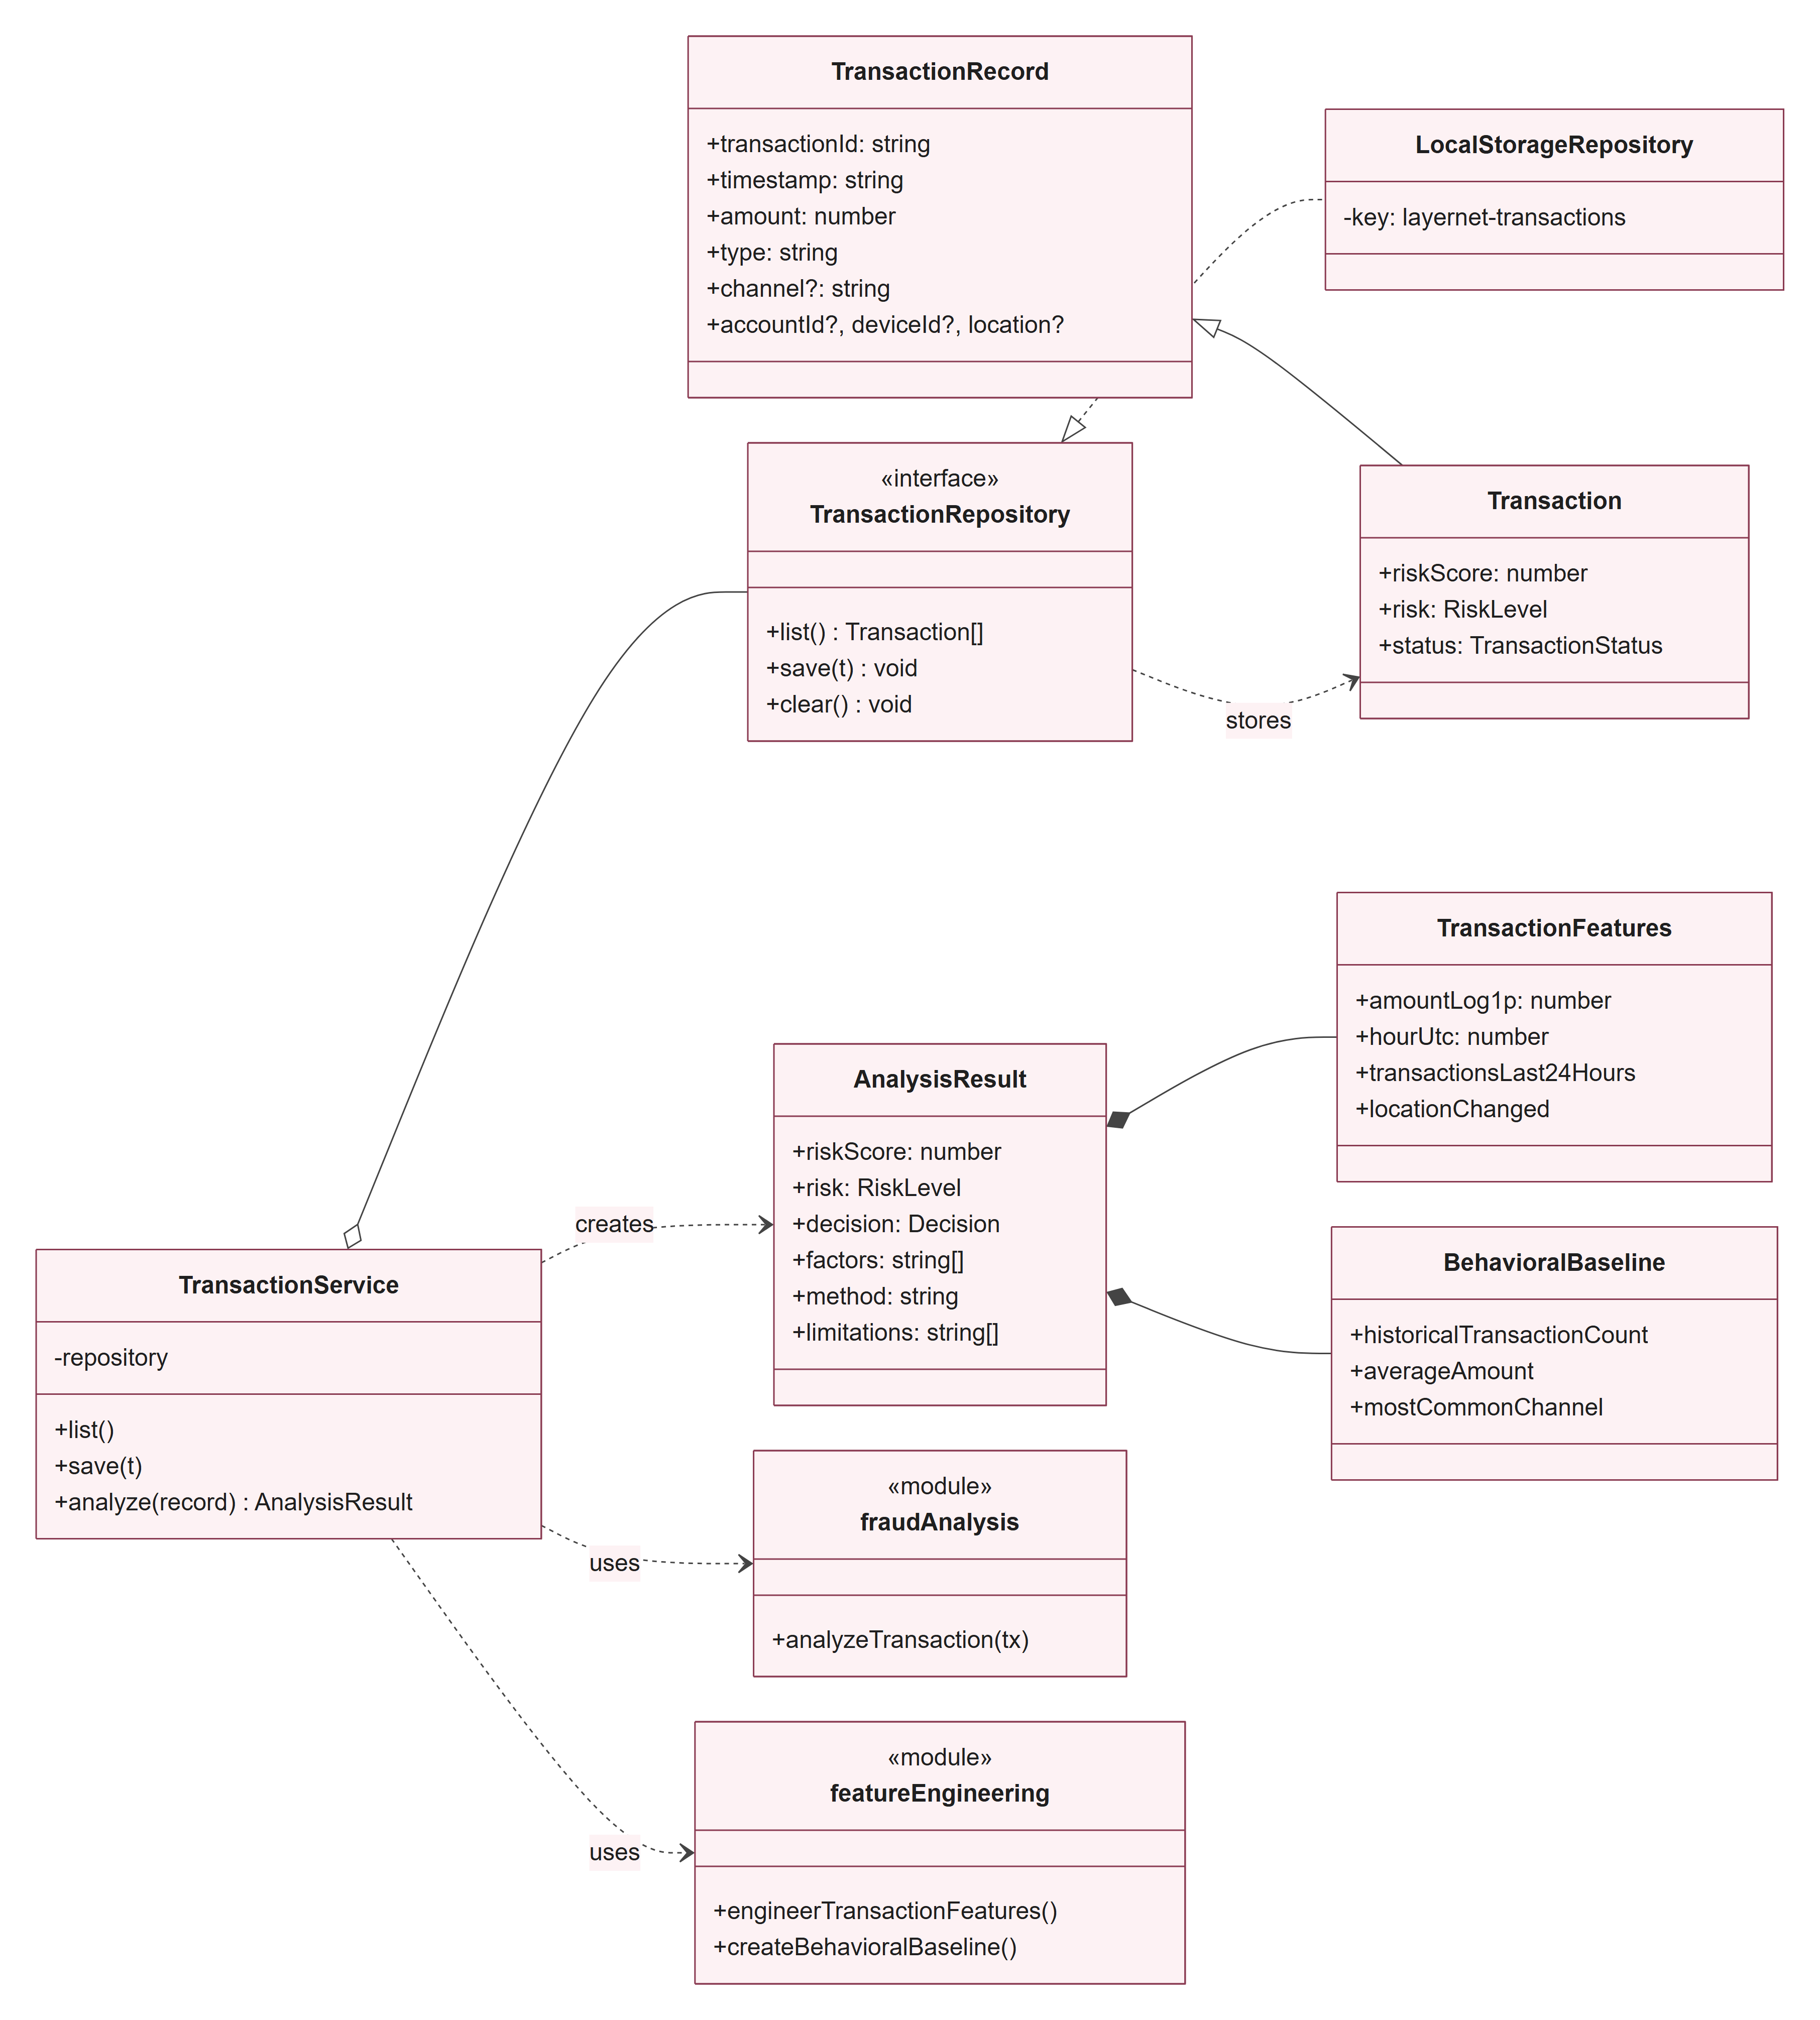 TransactionRecord
+transactionId: string
+timestamp: string
+amount: number
+type: string
+channel?: string
+accountId?, deviceId?, location?
LocalStorageRepository
-key: layernet-transactions
«interface»
TransactionRepository
+list() : Transaction[]
+save(t) : void
+clear() : void
Transaction
+riskScore: number
+risk: RiskLevel
+status: TransactionStatus
stores
TransactionFeatures
+amountLog1p: number
+hourUtc: number
+transactionsLast24Hours
+locationChanged
AnalysisResult
+riskScore: number
+risk: RiskLevel
+decision: Decision
+factors: string[]
+method: string
+limitations: string[]
creates
TransactionService
-repository
+list()
+save(t)
+analyze(record) : AnalysisResult
BehavioralBaseline
+historicalTransactionCount
+averageAmount
+mostCommonChannel
uses
«module»
fraudAnalysis
+analyzeTransaction(tx)
uses
«module»
featureEngineering
+engineerTransactionFeatures()
+createBehavioralBaseline()